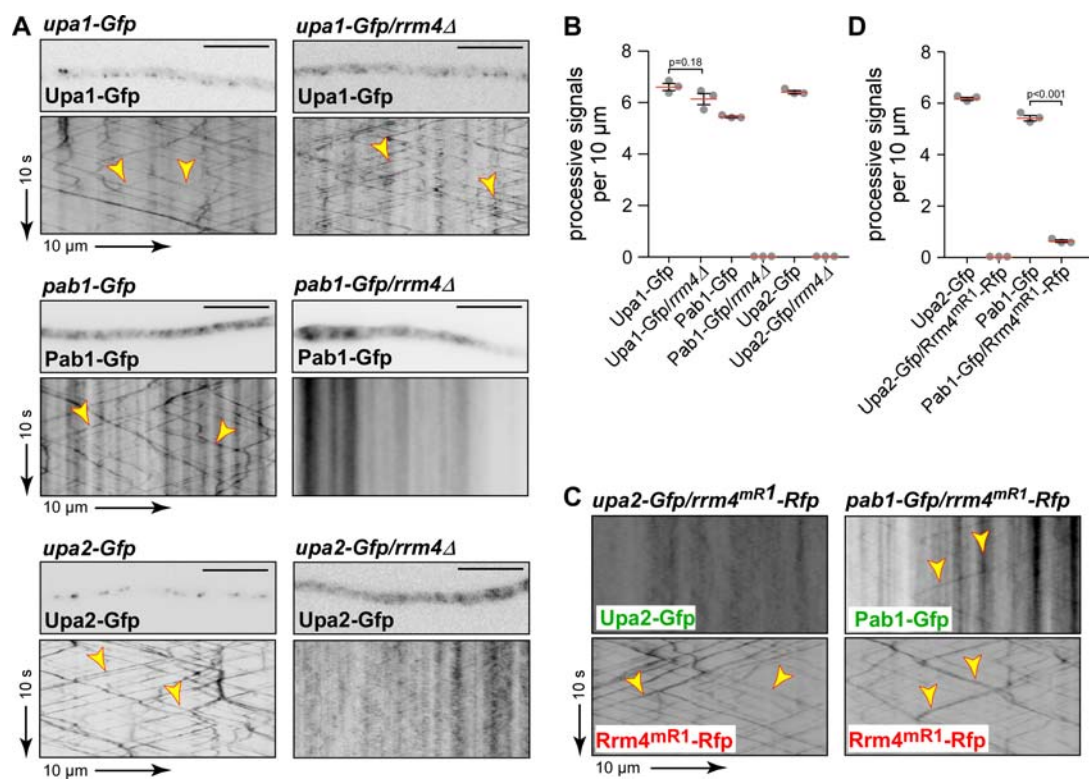 A
upa1-Gfp
upa1-Gfp/rrm4Δ
Upa1-Gfp
Upa1-Gfp
10 s
10 µm
pab1-Gfp
pab1-Gfp/rrm4Δ
Pab1-Gfp
Pab1-Gfp
10 s
10 µm
upa2-Gfp
upa2-Gfp/rrm4Δ
Upa2-Gfp
Upa2-Gfp
10 s
10 µm
B
processive signals
per 10 µm
8
6
4
2
0
p=0.18
Upa1-Gfp
Upa1-Gfp/rrm4Δ
Pab1-Gfp
Pab1-Gfp/rrm4Δ
Upa2-Gfp
Upa2-Gfp/rrm4Δ
D
processive signals
per 10 µm
8
6
4
2
0
p<0.001
Upa2-Gfp
Upa2-Gfp/Rrm4mR1-Rfp
Pab1-Gfp
Pab1-Gfp/Rrm4mR1-Rfp
C
upa2-Gfp/rrm4mR1-Rfp
pab1-Gfp/rrm4mR1-Rfp
Upa2-Gfp
Pab1-Gfp
10 s
Rrm4mR1-Rfp
Rrm4mR1-Rfp
10 µm